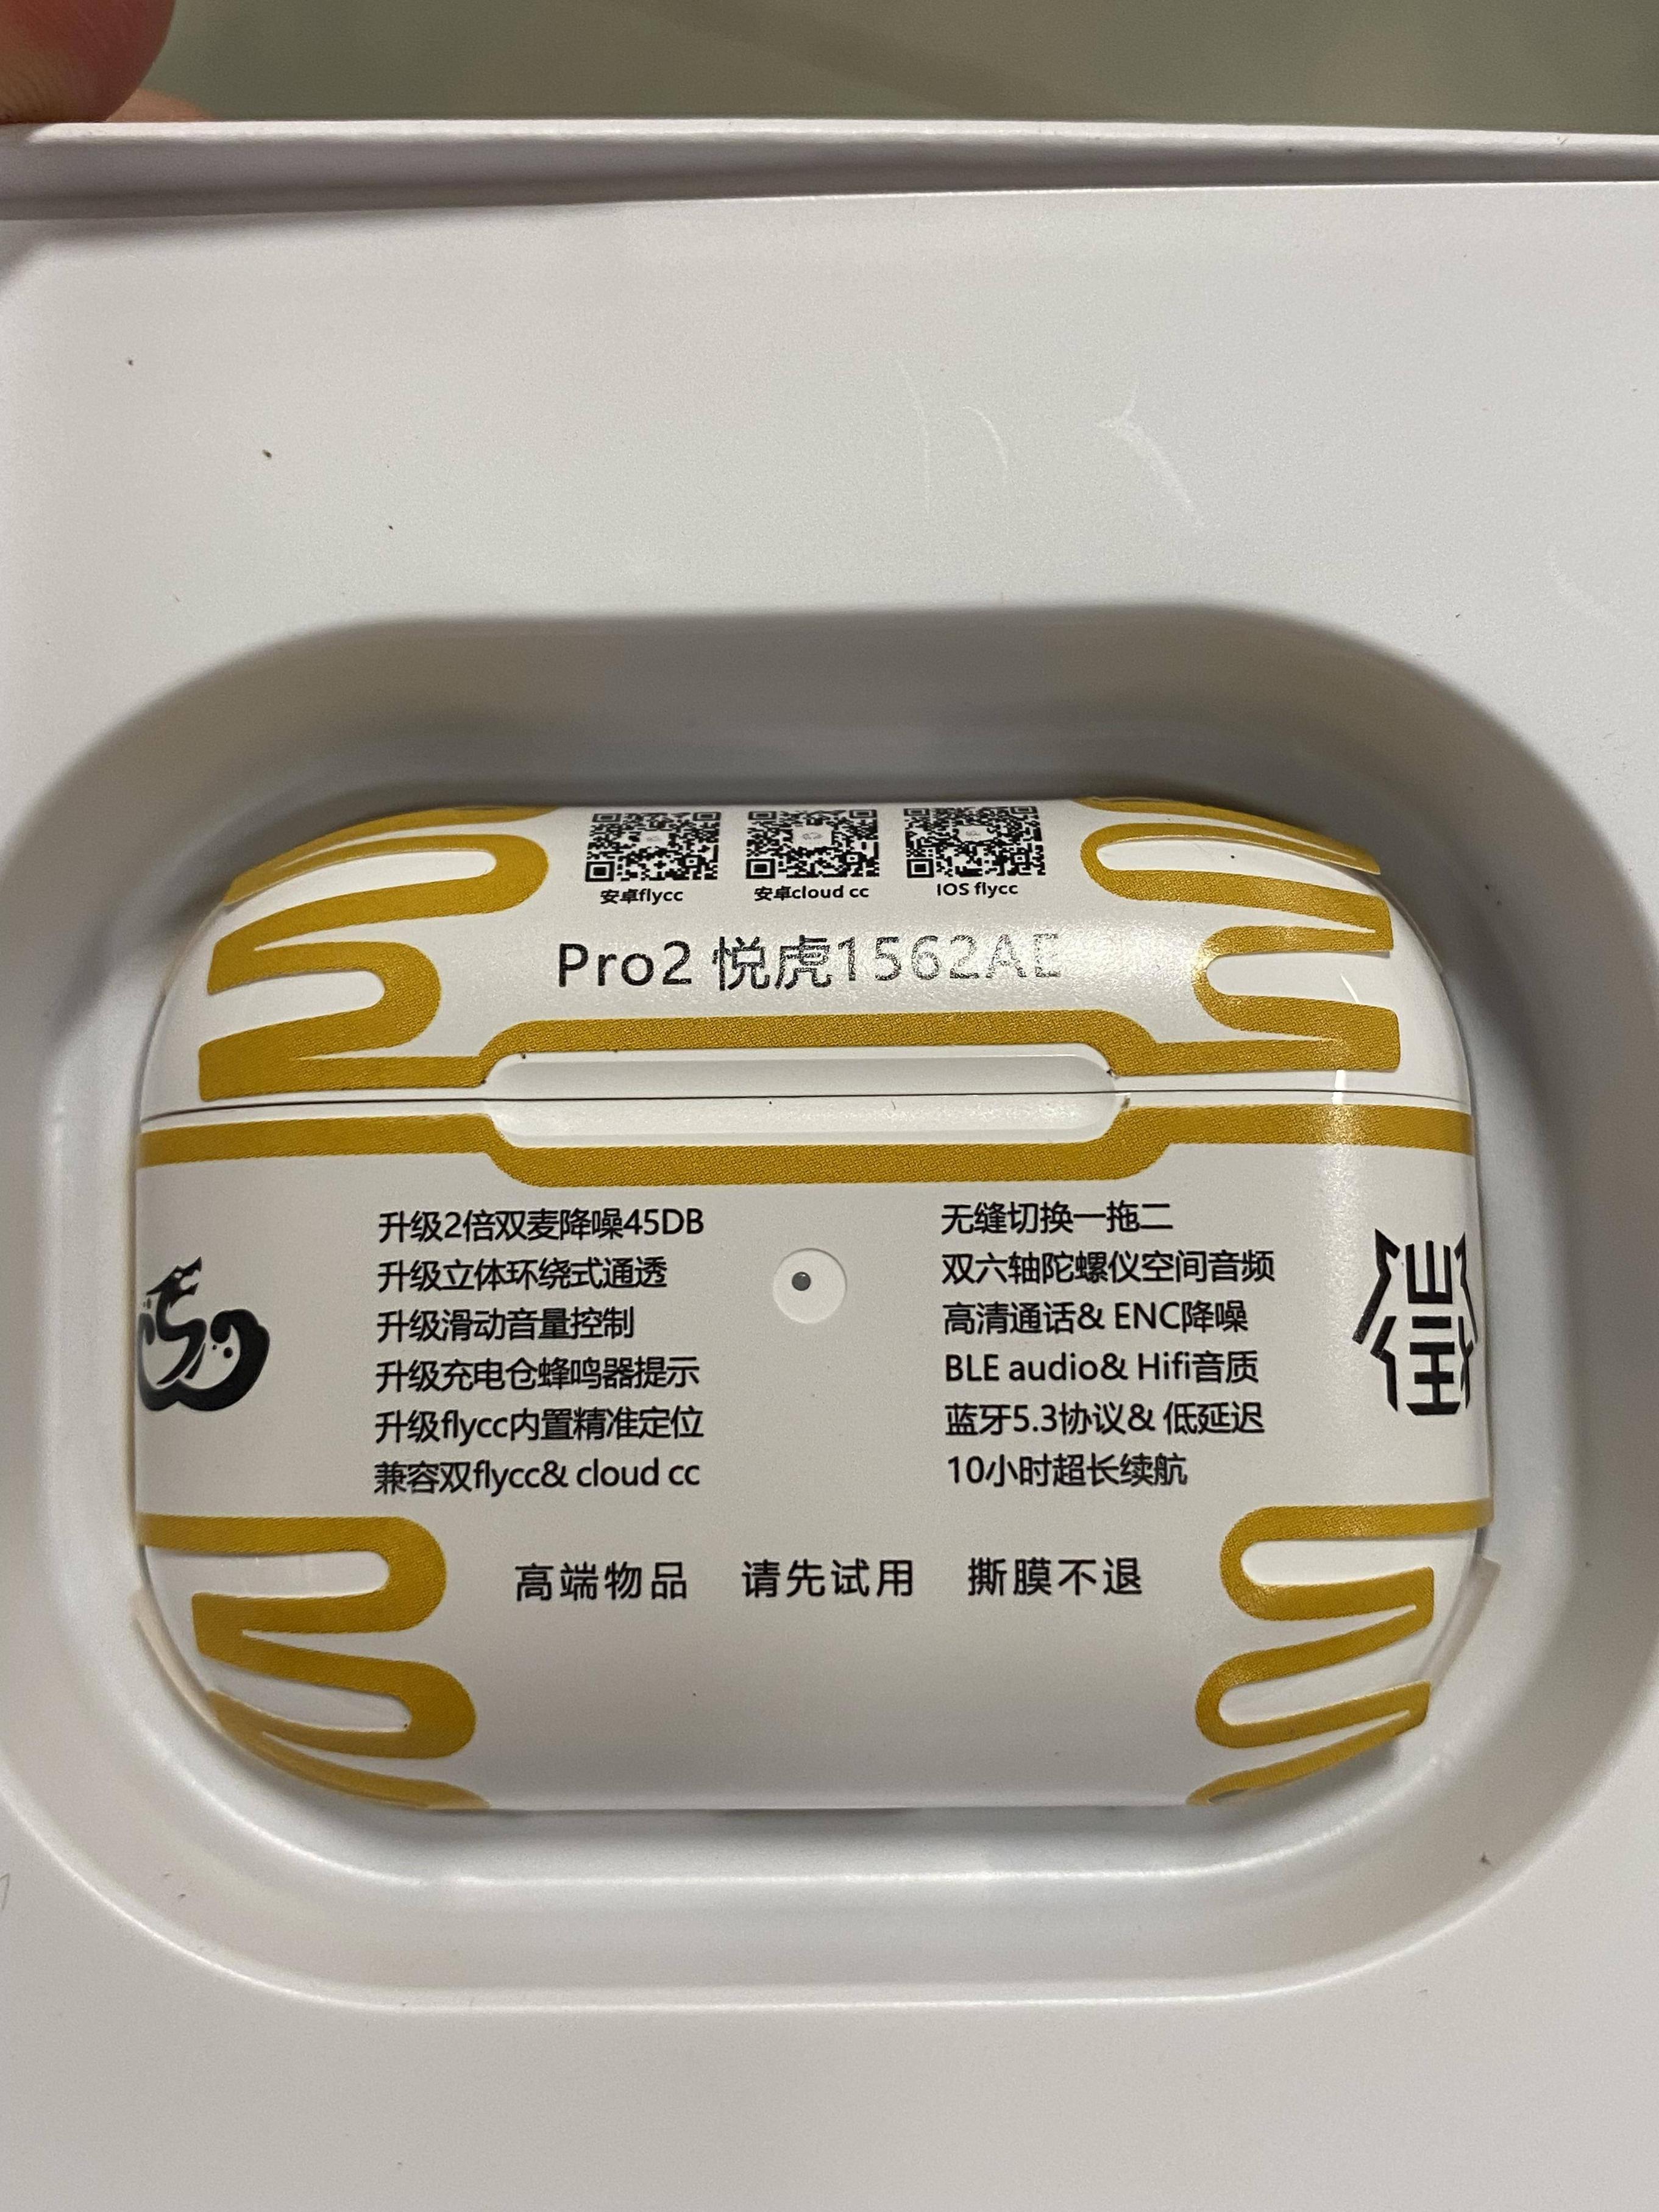 安卓flycc
安卓cloud cc
IOS flycc
Pro2 悦虎1562AE
升级2倍双麦降噪45DB
升级立体环绕式通透
升级滑动音量控制
升级充电仓蜂鸣器提示
升级flycc内置精准定位
兼容双flycc& cloud cc
无缝切换一拖二
双六轴陀螺仪空间音频
高清通话& ENC降噪
BLE audio& Hifi音质
蓝牙5.3协议& 低延迟
10小时超长续航
高端物品 请先试用 撕膜不退